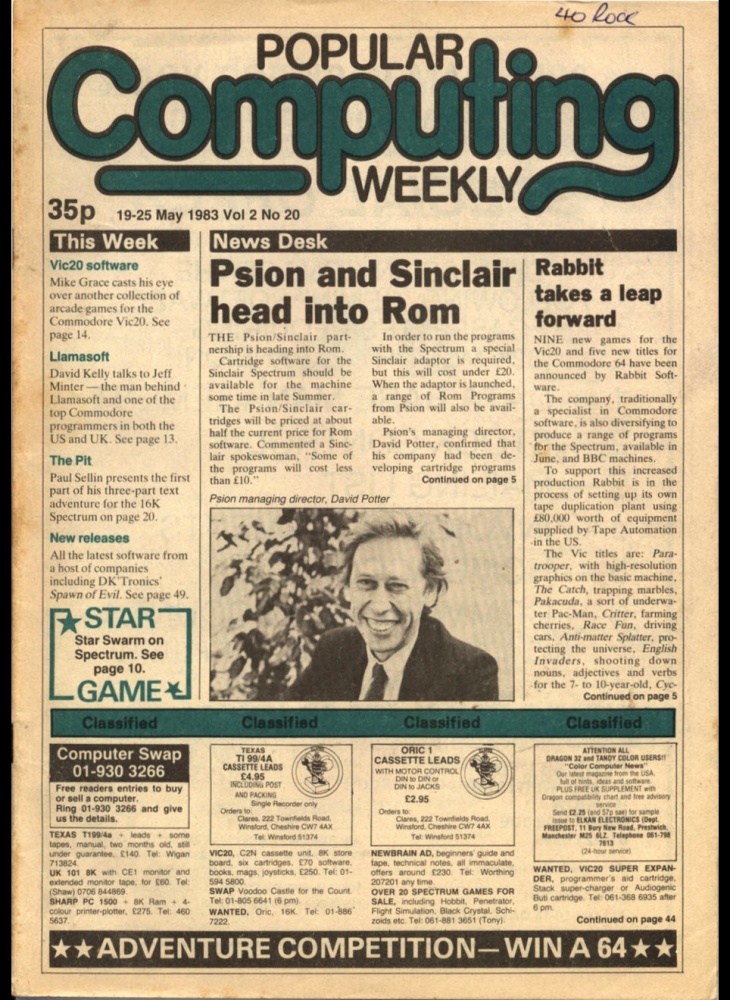 40 Rock
POPULAR
Computing
WEEKLY
35p 19-25 May 1983 Vol 2 No 20
This Week
Vic20 software
Mike Grace casts his eye
over another collection of
arcade games for the
Commodore Vic20. See
page 14.
Llamasoft
David Kelly talks to Jeff
Minter — the man behind
Llamasoft and one of the
top Commodore
programmers in both the
US and UK. See page 13.
The Pit
Paul Sellin presents the first
part of his three-part text
adventure for the 16K
Spectrum on page 20.
New releases
All the latest software from
a host of companies
including DK'Tronics'
Spawn of Evil. See page 49.
STAR
Star Swarm on
Spectrum. See
page 10.
GAME
News Desk
Psion and Sinclair
head into Rom
THE Psion/Sinclair part-
nership is heading into Rom.
Cartridge software for the
Sinclair Spectrum should be
available for the machine
some time in late Summer.
The Psion/Sinclair car-
tridges will be priced at about
half the current price for Rom
software. Commented a Sinc-
lair spokeswoman, "Some of
the programs will cost less
than £10."
In order to run the programs
with the Spectrum a special
Sinclair adaptor is required,
but this will cost under £20.
When the adaptor is launched,
a range of Rom Programs
from Psion will also be avail-
able.
Psion's managing director,
David Potter, confirmed that
his company had been de-
veloping cartridge programs
Continued on page 5
Psion managing director, David Potter
Rabbit
takes a leap
forward
NINE new games for the
Vic20 and five new titles for
the Commodore 64 have been
announced by Rabbit Soft-
ware.
The company, traditionally
a specialist in Commodore
software, is also diversifying to
produce a range of programs
for the Spectrum, available in
June, and BBC machines.
To support this increased
production Rabbit is in the
process of setting up its own
tape duplication plant using
£80,000 worth of equipment
supplied by Tape Automation
in the US.
The Vic titles are: Para-
trooper, with high-resolution
graphics on the basic machine,
The Catch, trapping marbles,
Pakacuda, a sort of underwa-
ter Pac-Man, Critter, farming
cherries, Race Fun, driving
cars, Anti-matter Splatter, pro-
tecting the universe, English
Invaders, shooting down
nouns, adjectives and verbs
for the 7- to 10-year-old, Cyc-
Continued on page 5
Classified Classified Classified Classified
Computer Swap
01-930 3266
Free readers entries to buy
or sell a computer.
Ring 01-930 3266 and give
us the details.
TEXAS T199/4a + leads + some
tapes, manual, two months old, still
under guarantee, £140. Tel: Wigan
713824.
UK 101 8K with CE1 monitor and
extended monitor tape, for £60. Tel:
(Shaw) 0706 844869.
SHARP PC 1500 + 8K Ram + 4-
colour printer-plotter, £275. Tel: 460
5637.
TEXAS
TI 99/4A
CASSETTE LEADS
£4.95
INCLUDING POST
AND PACKING
Single Recorder only
Orders to:
Clares, 222 Townfields Road,
Winsford, Cheshire CW7 4AX
Tel: Winsford 51374
VIC20, C2N cassette unit, 8K store
board, six cartridges, £70 software,
books, mags, joysticks, £250. Tel: 01-
594 5800.
SWAP Voodoo Castle for the Count.
Tel: 01-805 6641 (6 pm).
WANTED, Oric, 16K. Tel: 01-886
7222.
ORIC 1
CASSETTE LEADS
WITH MOTOR CONTROL
DIN to DIN or
DIN to JACKS
£2.95
Orders to:
Clares, 222 Townfields Road,
Winsford, Cheshire CW7 4AX
Tel: Winsford 51374
NEWBRAIN AD, beginners' guide and
tape, technical notes, all immaculate,
offers around £230. Tel: Worthing
207201 any time.
OVER 20 SPECTRUM GAMES FOR
SALE, including Hobbit, Penetrator,
Flight Simulation, Black Crystal, Schi-
zoids etc. Tel: 061-881 3651 (Tony).
ATTENTION ALL
DRAGON 32 and TANDY COLOR USERS!!
"Color Computer News"
Our latest magazine from the USA,
full of hints, ideas and software.
PLUS FREE UK SUPPLEMENT with
Dragon compatibility chart and free advisory
service
Send £2.25 (and 57p sae) for sample
issue to ELKAN ELECTRONICS (Dept.
FREEPOST, 11 Bury New Road, Prestwich,
Manchester M25 6LZ. Telephone 061-798
7613
(24-hour service)
WANTED, VIC20 SUPER EXPAN-
DER, programmer's aid cartridge,
Stack super-charger or Audiogenic
Buti cartridge. Tel: 01-368 6935 after
6 pm.
Continued on page 44
★★ADVENTURE COMPETITION—WIN A 64★★